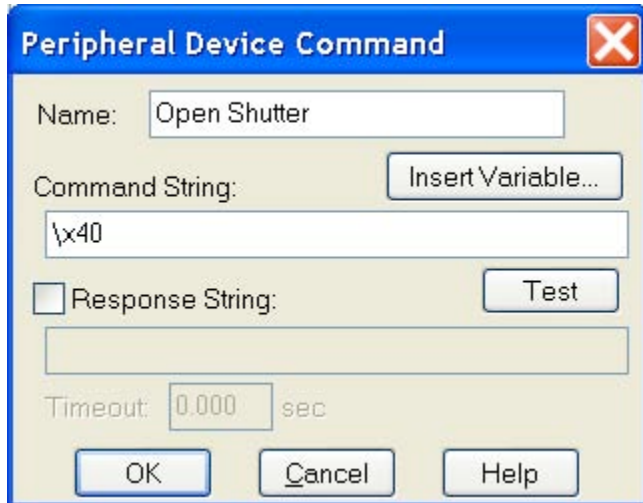 Peripheral Device Command
Name: Open Shutter
Insert Variable...
Command String:
\x40
Response String: Test
Timeout: 0.000 sec
OK Cancel Help